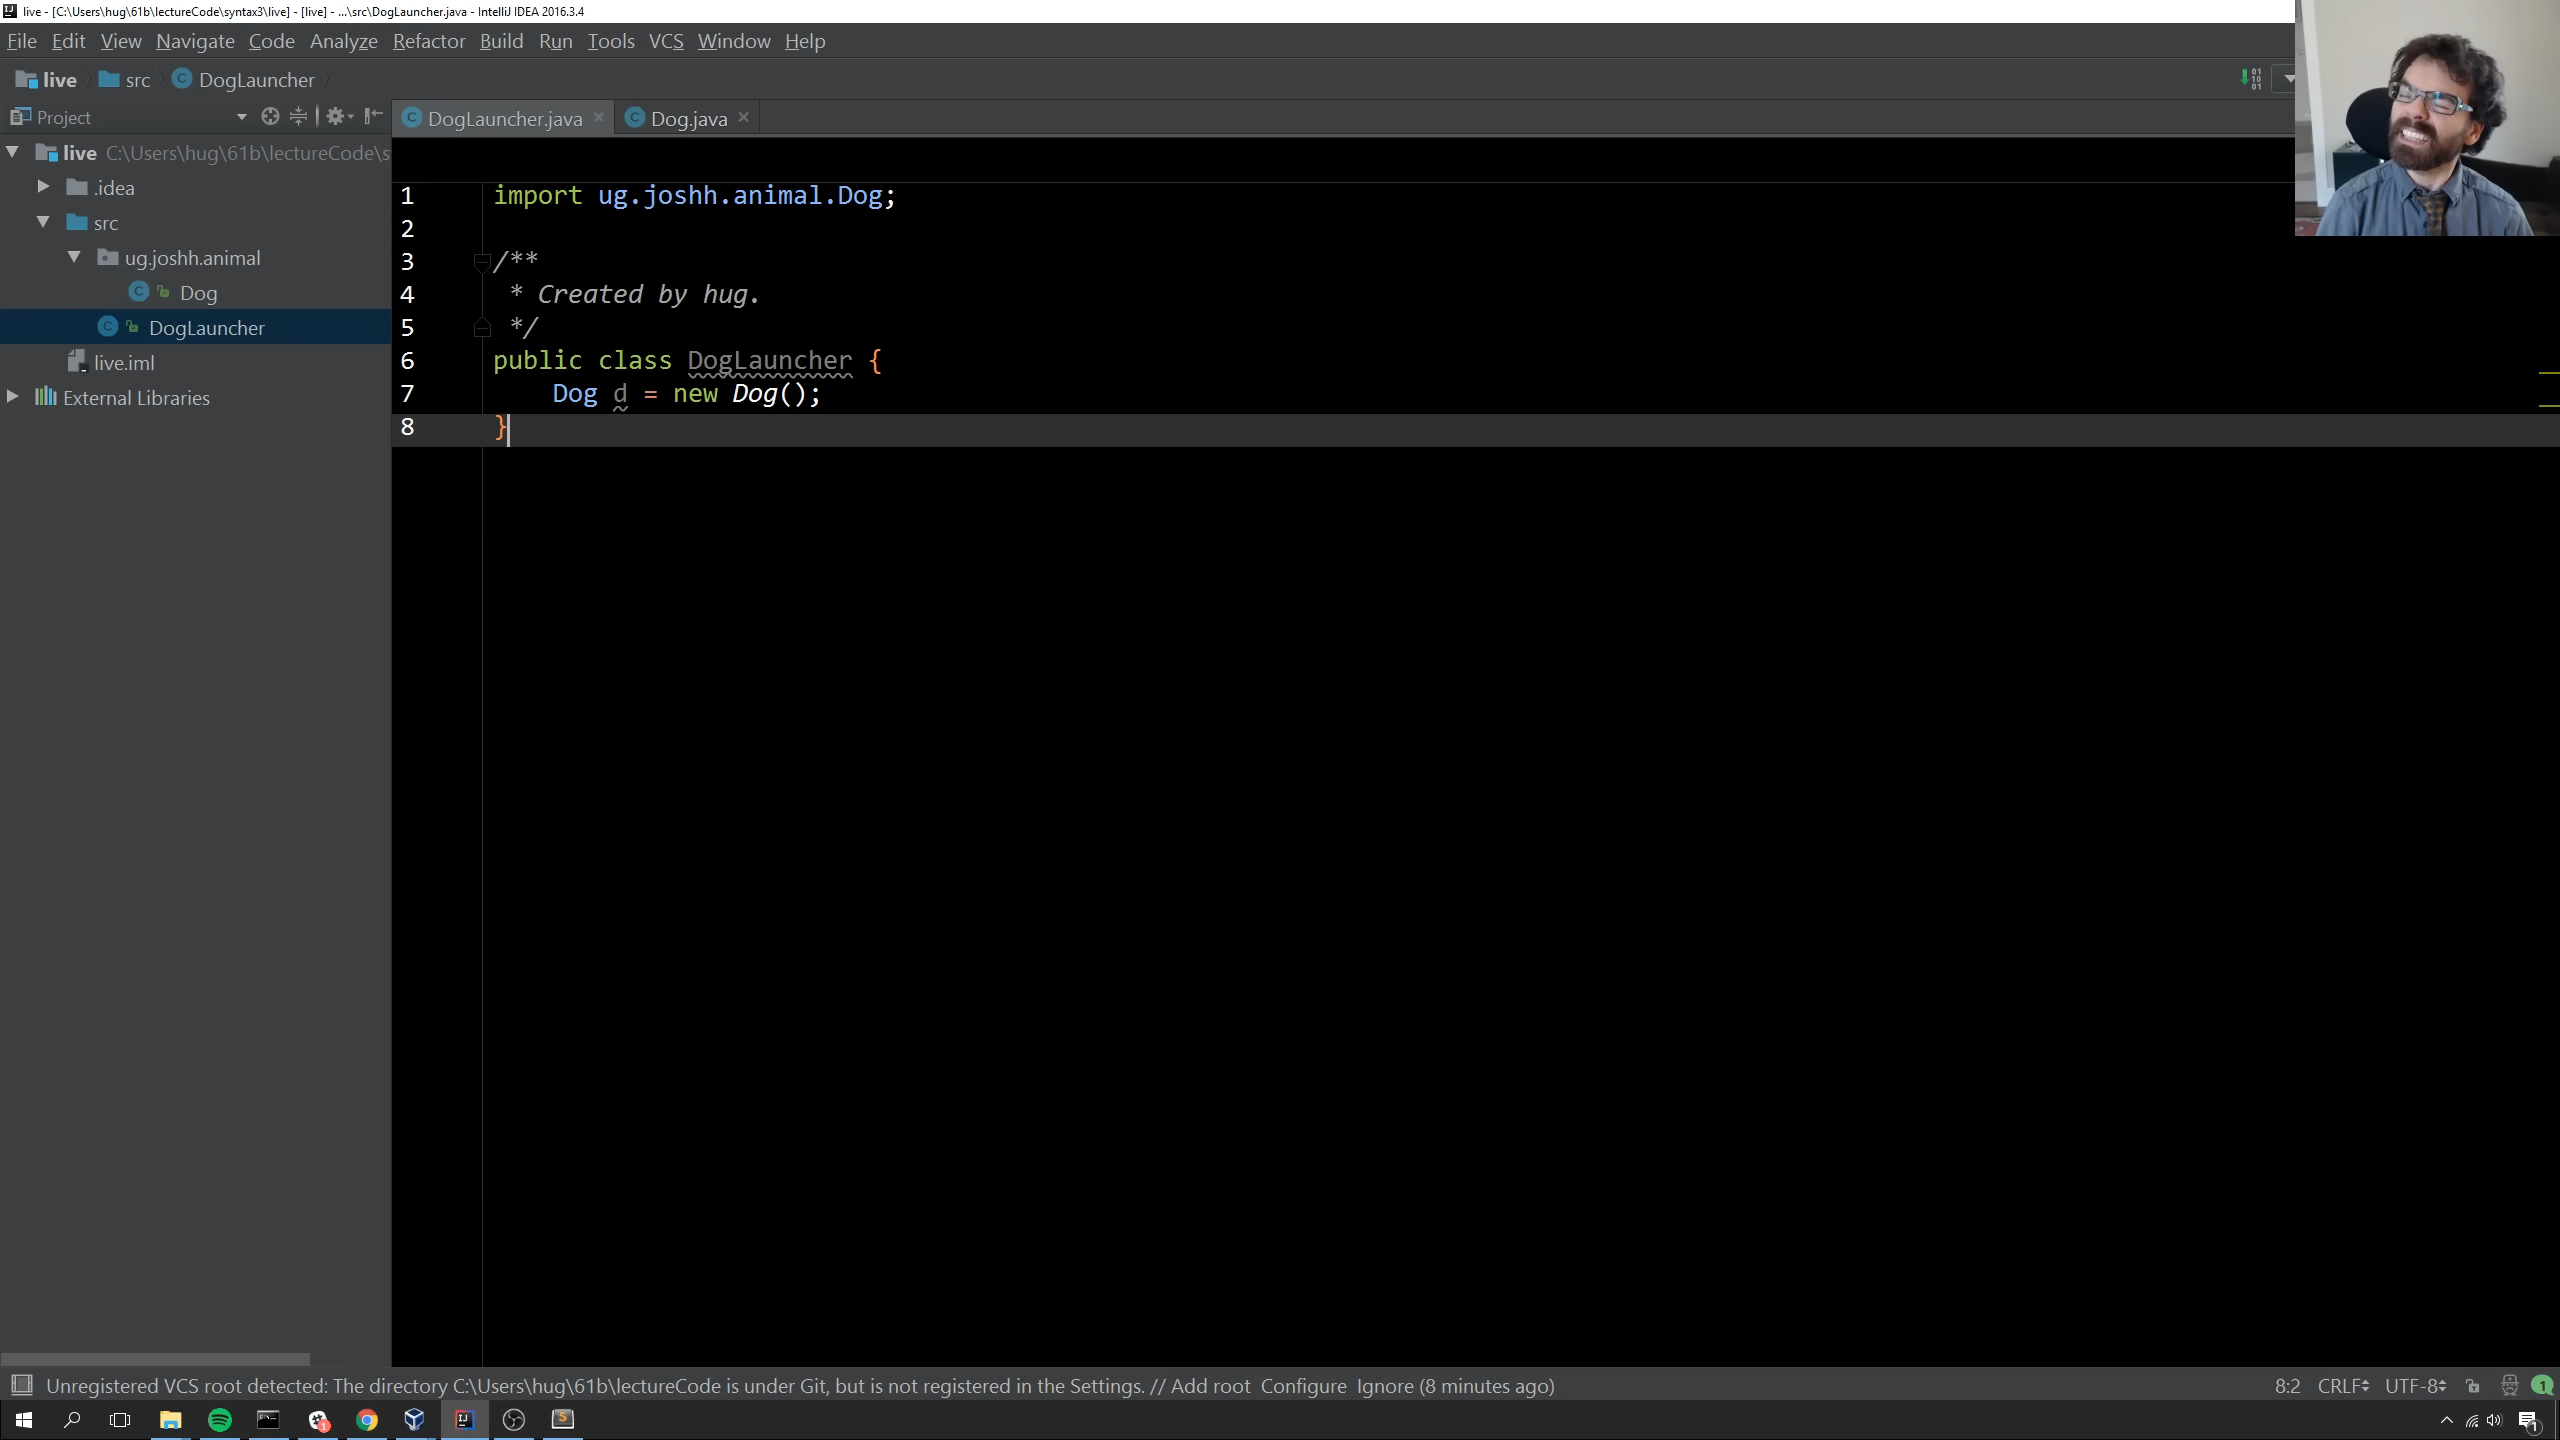 live - [C:\Users\hug\61b\lectureCode\syntax3\live] - [live] - ...\src\DogLauncher.java - IntelliJ IDEA 2016.3.4
File Edit View Navigate Code Analyze Refactor Build Run Tools VCS Window Help
live src DogLauncher
Project
DogLauncher.java Dog.java
live C:\Users\hug\61b\lectureCode\s
.idea
src
ug.joshh.animal
Dog
DogLauncher
live.iml
External Libraries
1 import ug.joshh.animal.Dog;
2
3 /**
4 * Created by hug.
5 */
6 public class DogLauncher {
7 Dog d = new Dog();
8 }
Unregistered VCS root detected: The directory C:\Users\hug\61b\lectureCode is under Git, but is not registered in the Settings. // Add root Configure Ignore (8 minutes ago)
8:2 CRLF UTF-8 1